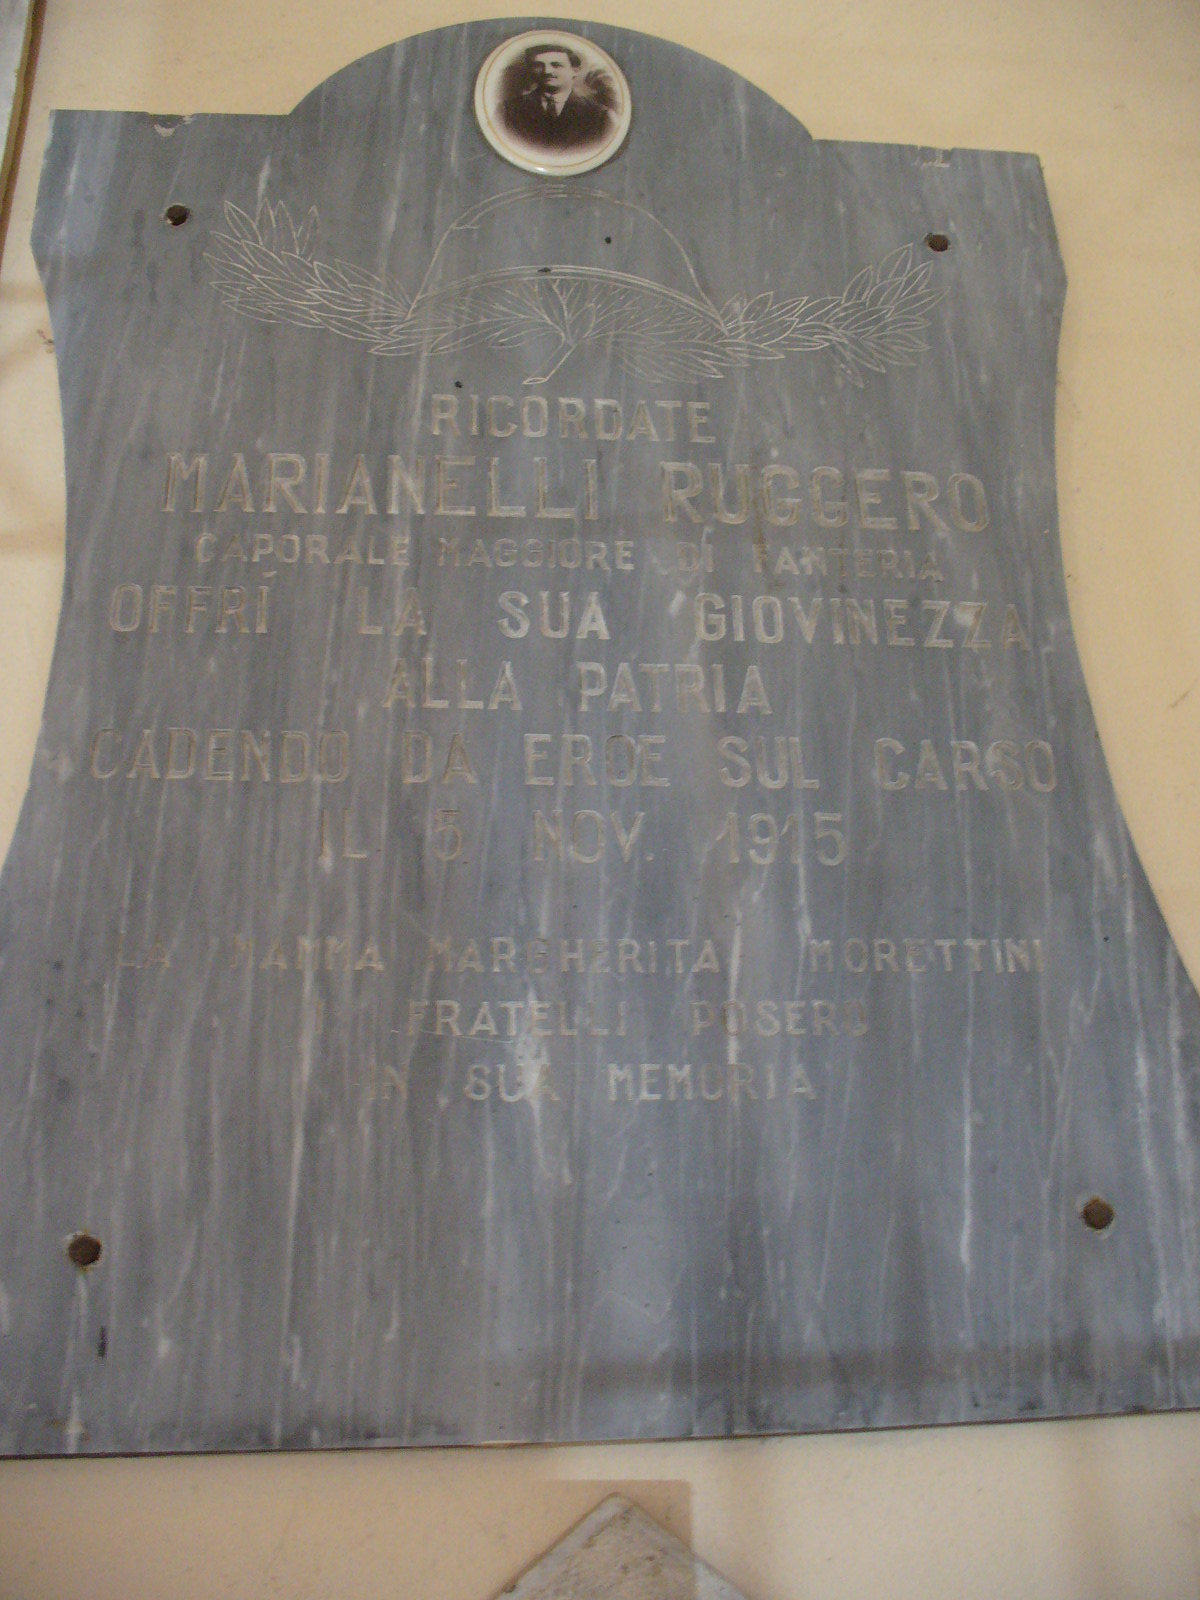 RICORDATE
MARIANELLI RUGGERO
CAPORALE MAGGIORE DI FANTERIA
OFFRÍ LA SUA GIOVINEZZA
ALLA PATRIA
CADENDO DA EROE SUL CARSO
IL 5 NOV. 1915
LA MAMMA MARGHERITA MORETTINI
I FRATELLI POSERO
IN SUA MEMORIA